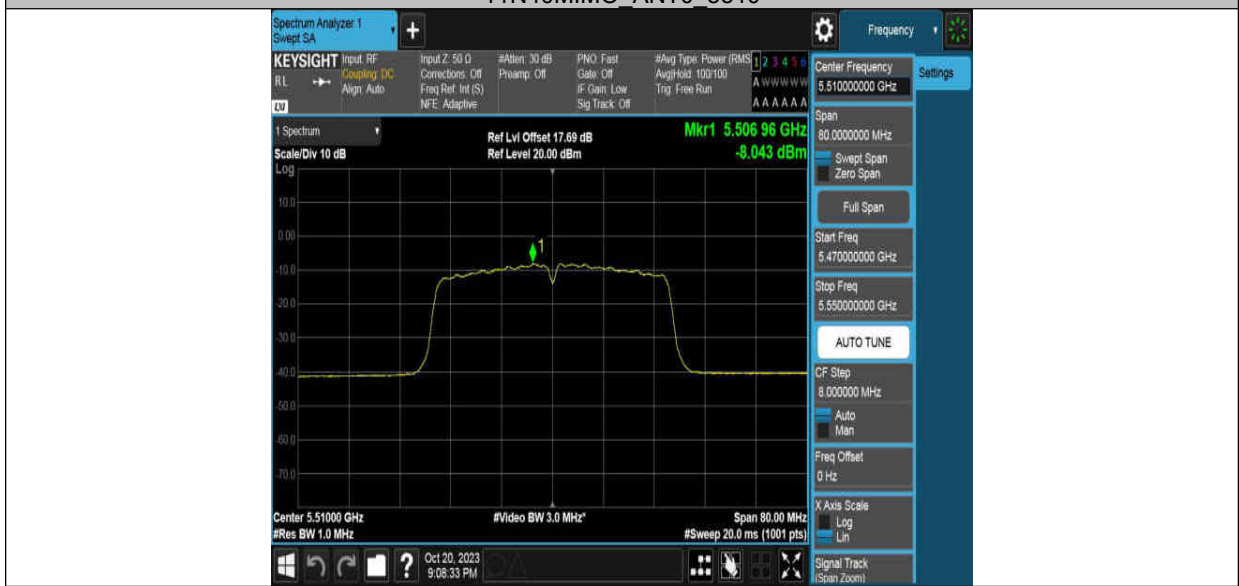 Spectrum Analyzer 1
Swept SA
Frequency
KEYSIGHT
RL
Input: RF
Coupling: DC
Align: Auto
Input Z: 50 Ω
Corrections: Off
Freq Ref: Int (S)
NFE: Adaptive
#Atten: 30 dB
Preamp: Off
PNO: Fast
Gate: Off
IF Gain: Low
Sig Track: Off
#Avg Type: Power (RMS
Avg|Hold: 100/100
Trig: Free Run
1 2 3 4 5 6
A W W W W W
A A A A A A
1 Spectrum
Scale/Div 10 dB
Log
Ref Lvl Offset 17.69 dB
Ref Level 20.00 dBm
Mkr1 5.506 96 GHz
-8.043 dBm
10.0
0.00
-10.0
-20.0
-30.0
-40.0
-50.0
-60.0
-70.0
1
Center 5.51000 GHz
#Res BW 1.0 MHz
#Video BW 3.0 MHz*
Span 80.00 MHz
#Sweep 20.0 ms (1001 pts)
Oct 20, 2023
9:08:33 PM
Center Frequency
5.510000000 GHz
Settings
Span
80.0000000 MHz
Swept Span
Zero Span
Full Span
Start Freq
5.470000000 GHz
Stop Freq
5.550000000 GHz
AUTO TUNE
CF Step
8.000000 MHz
Auto
Man
Freq Offset
0 Hz
X Axis Scale
Log
Lin
Signal Track
(Span Zoom)